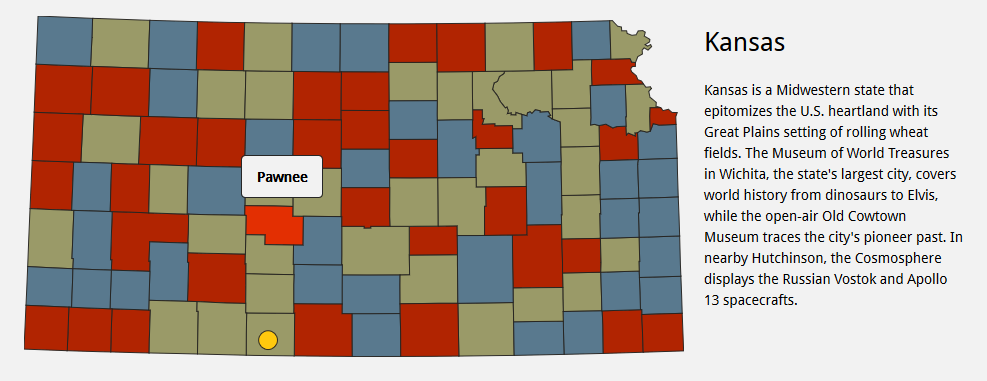 Kansas
Kansas is a Midwestern state that
epitomizes the U.S. heartland with its
Great Plains setting of rolling wheat
fields. The Museum of World Treasures
in Wichita, the state's largest city, covers
world history from dinosaurs to Elvis,
while the open-air Old Cowtown
Museum traces the city's pioneer past. In
nearby Hutchinson, the Cosmosphere
displays the Russian Vostok and Apollo
13 spacecrafts.
Pawnee